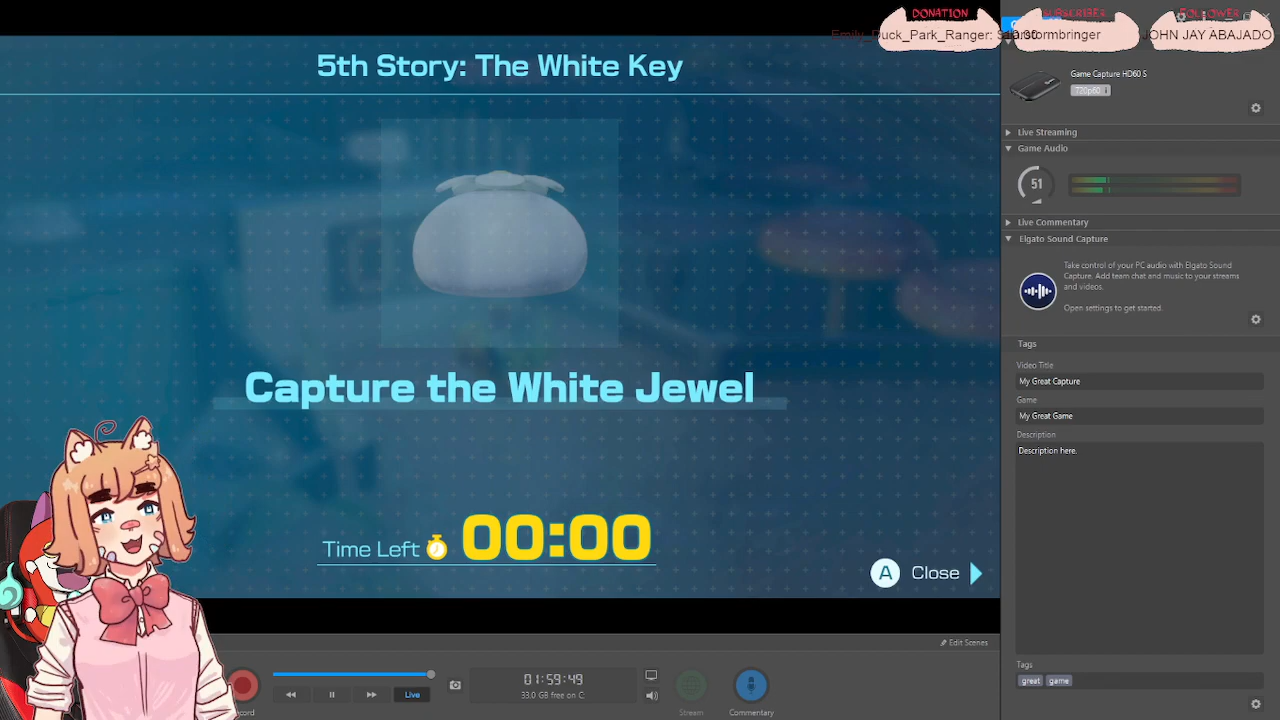 DONATION
SUBSCRIBER
FOLLOWER
Emily_Duck_Park_Ranger:
Stormbringer
JOHN JAY ABAJADO
5th Story: The White Key
Game Capture HD60 S
720p60
Live Streaming
Game Audio
51
Live Commentary
Elgato Sound Capture
Take control of your PC audio with Elgato Sound
Capture. Add team chat and music to your streams
and videos.
Open settings to get started.
Tags
Video Title
My Great Capture
Game
My Great Game
Description
Description here.
Capture the White Jewel
Time Left 00:00
A Close
Edit Scenes
01:59:49
33.0 GB free on C:
Live
Stream
Commentary
Tags
great game